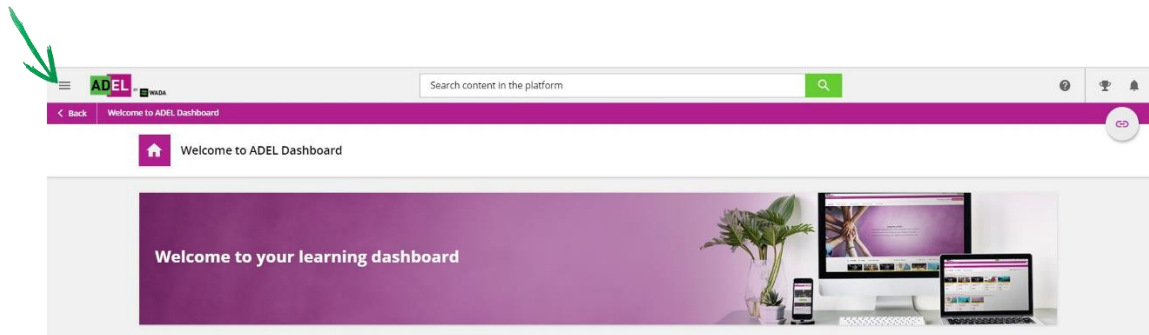 ADEL BY WADA
Search content in the platform
Back
Welcome to ADEL Dashboard
Welcome to ADEL Dashboard
Welcome to your learning dashboard